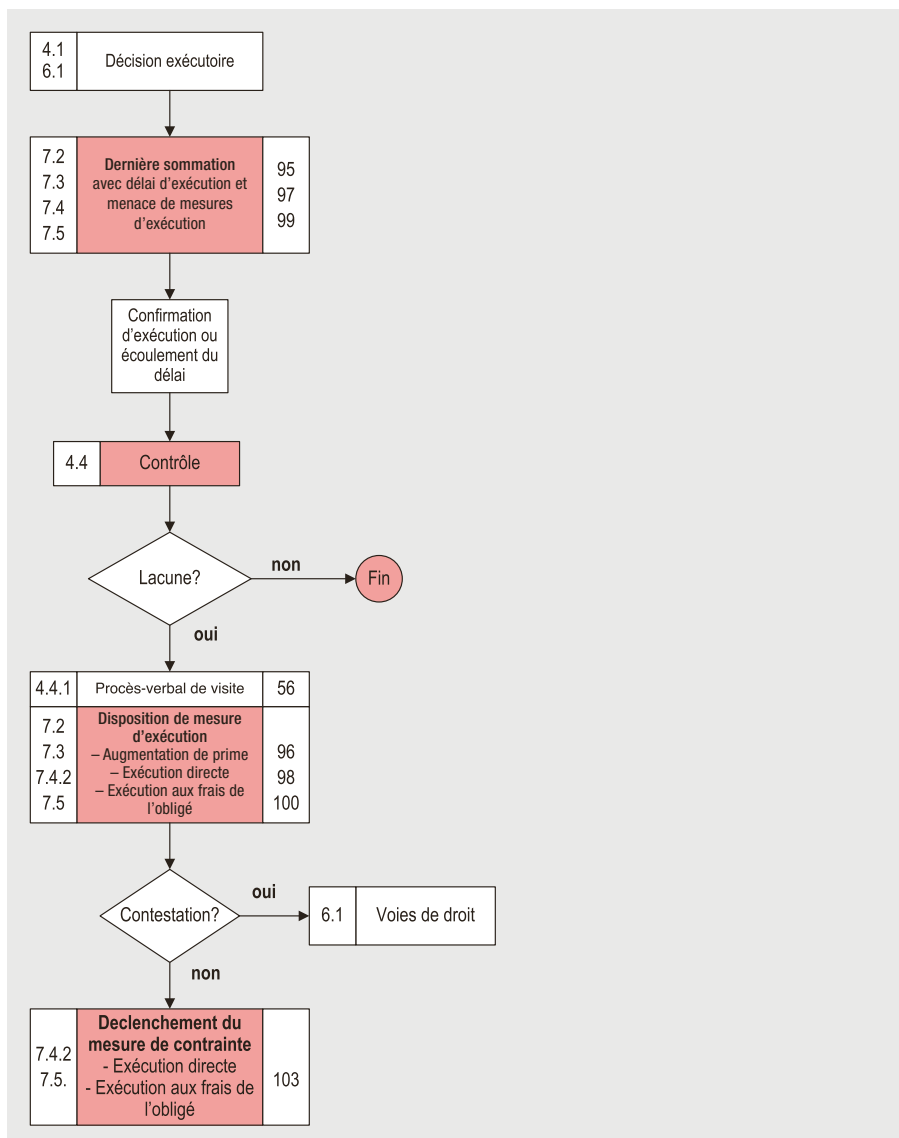 4.1
6.1
Décision exécutoire
7.2
7.3
7.4
7.5
Dernière sommation
avec délai d'exécution et
menace de mesures
d'exécution
95
97
99
Confirmation
d'exécution ou
écoulement du
délai
4.4
Contrôle
Lacune?
non
Fin
oui
4.4.1
Procès-verbal de visite
56
7.2
7.3
7.4.2
7.5
Disposition de mesure
d'exécution
– Augmentation de prime
– Exécution directe
– Exécution aux frais de
l'obligé
96
98
100
Contestation?
oui
6.1
Voies de droit
non
7.4.2
7.5.
Declenchement du
mesure de contrainte
- Exécution directe
- Exécution aux frais de
l'obligé
103